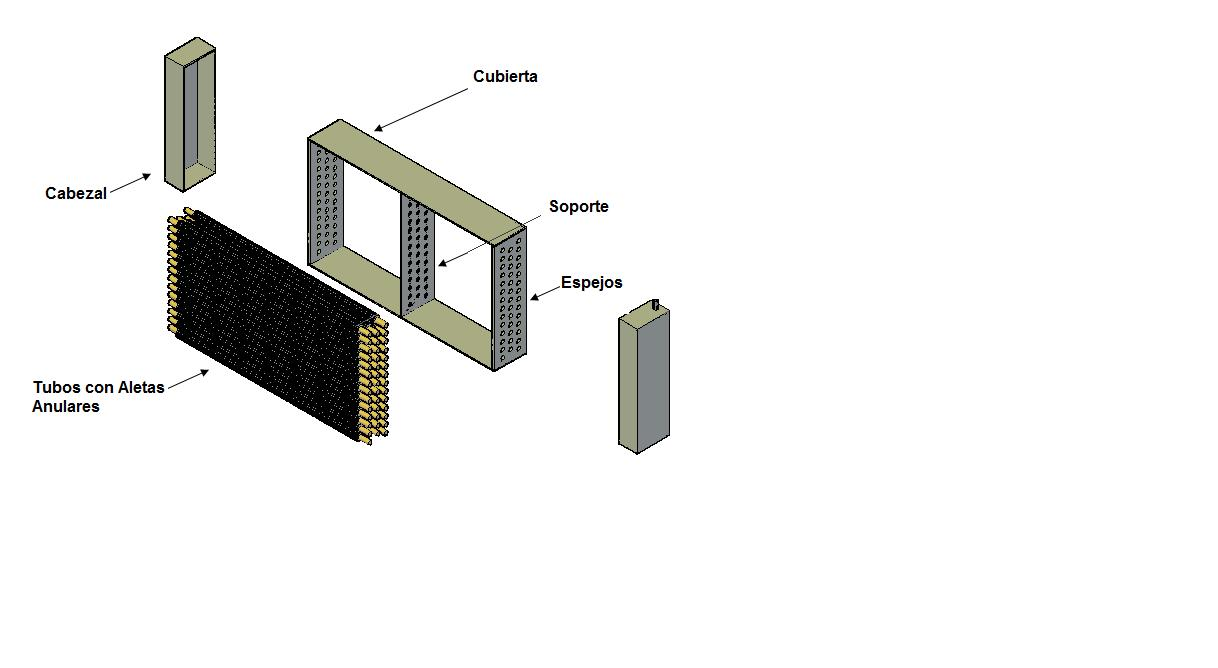 Cubierta
Cabezal
Soporte
Espejos
Tubos con Aletas
Anulares